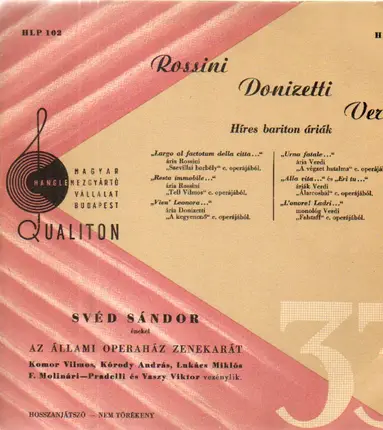 HLP 102
H
Rossini
Donizetti
Ver
Híres bariton áriák
„Largo al factotum della citta..."
ária Rossini
„Szevillai borbély" c. operájából.
„Resta immobile..."
ária Rossini
„Tell Vilmos" c. operájából.
„Vien' Leonora..."
ária Donizetti
„A kegyencnő" c. operájából.
„Urna fatale..."
ária Verdi
„A végzet hatalma" c. operájából.
„Alla vita..." és „Eri tu..."
áriák Verdi
„Álarcosbál" c. operájából.
„L'onore! Ladri..."
monológ Verdi
„Falstaff" c. operájából.
MAGYAR
HANGLEMEZGYÁRTÓ
VÁLLALAT
BUDAPEST
QUALITON
SVÉD SÁNDOR
énekel
AZ ÁLLAMI OPERAHÁZ ZENEKARÁT
Komor Vilmos, Kórody András, Lukács Miklós
F. Molinári—Pradelli és Vaszy Viktor vezénylik.
33
HOSSZANJÁTSZÓ — NEM TÖRÉKENY